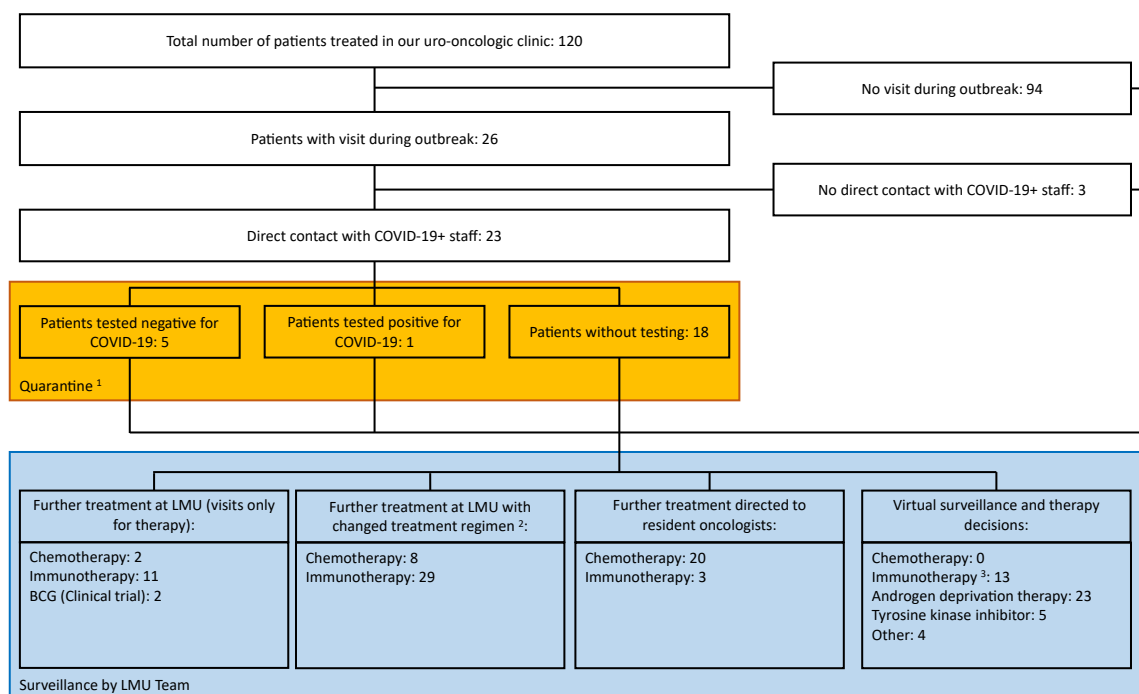 Total number of patients treated in our uro-oncologic clinic: 120
No visit during outbreak: 94
Patients with visit during outbreak: 26
No direct contact with COVID-19+ staff: 3
Direct contact with COVID-19+ staff: 23
Patients tested negative for
COVID-19: 5
Patients tested positive for
COVID-19: 1
Patients without testing: 18
Quarantine ¹
Further treatment at LMU (visits only
for therapy):
Chemotherapy: 2
Immunotherapy: 11
BCG (Clinical trial): 2
Further treatment at LMU with
changed treatment regimen ²:
Chemotherapy: 8
Immunotherapy: 29
Further treatment directed to
resident oncologists:
Chemotherapy: 20
Immunotherapy: 3
Virtual surveillance and therapy
decisions:
Chemotherapy: 0
Immunotherapy ³: 13
Androgen deprivation therapy: 23
Tyrosine kinase inhibitor: 5
Other: 4
Surveillance by LMU Team